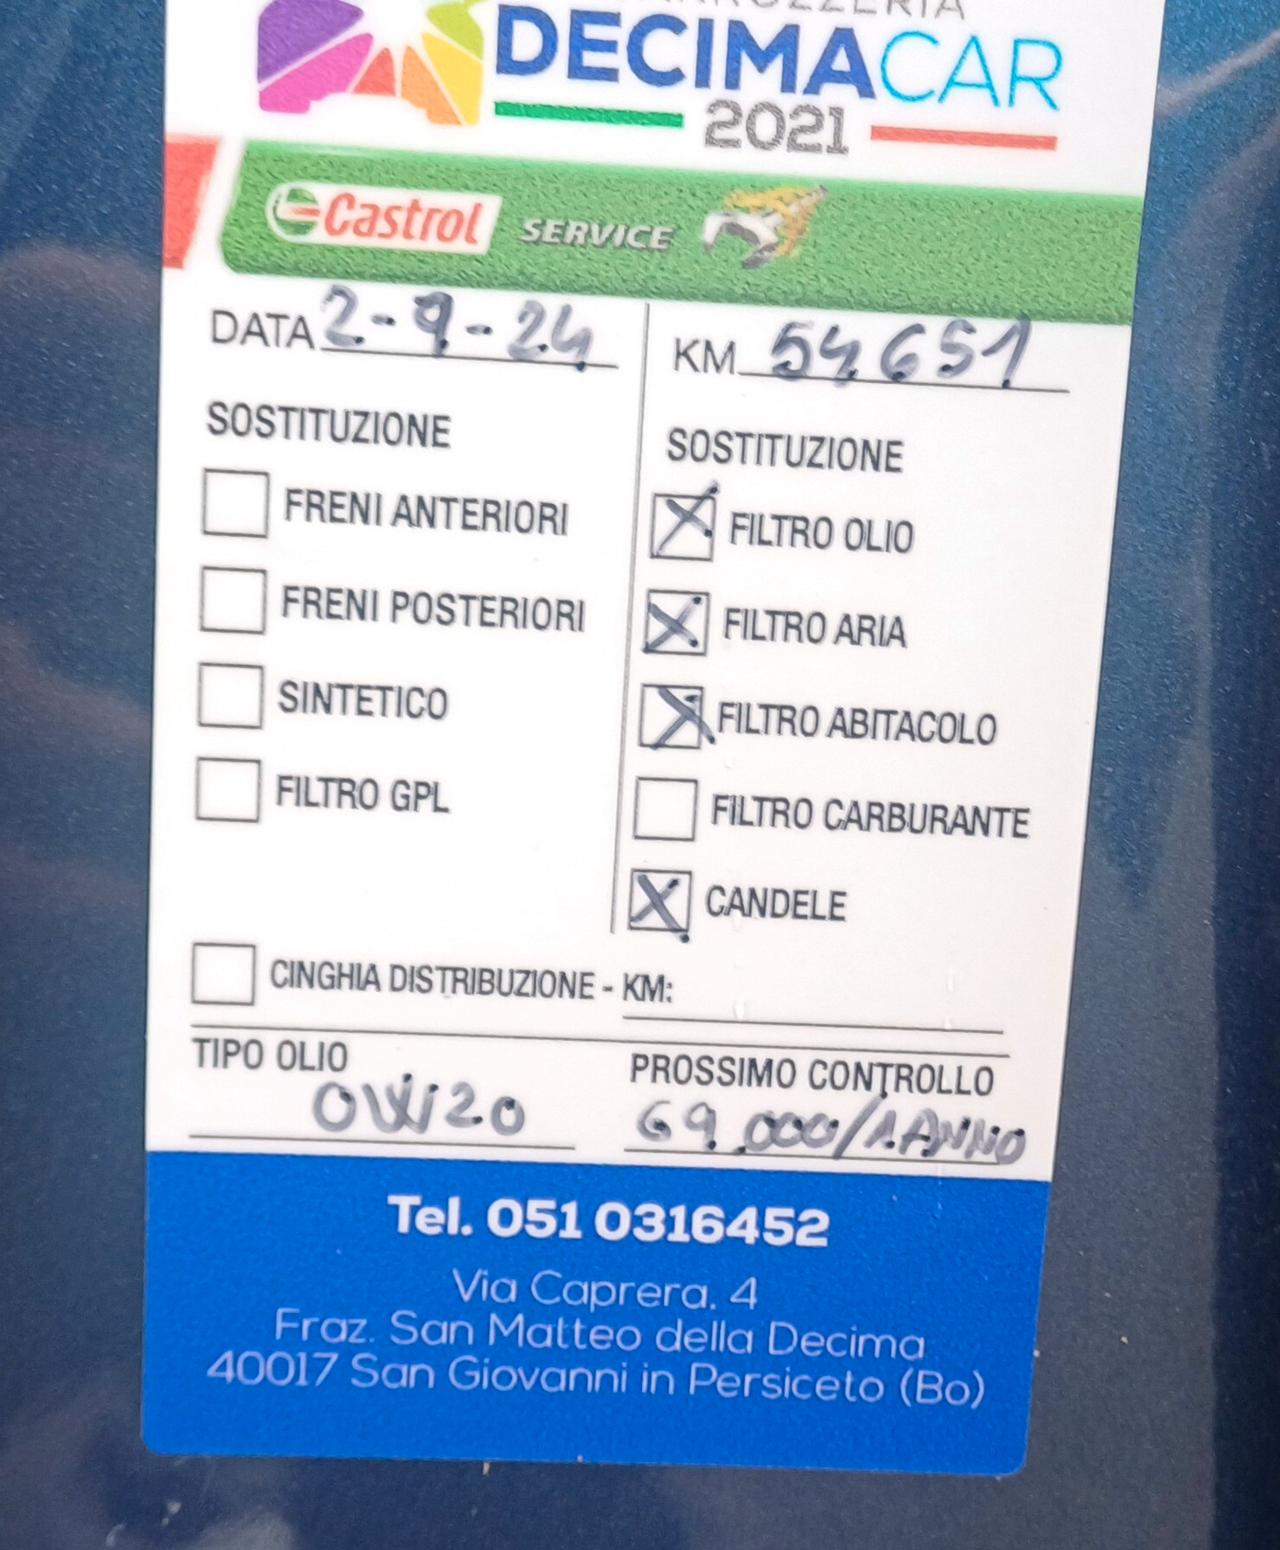 CARROZZERIA
DECIMACAR
2021
Castrol SERVICE
DATA 2-9-24
KM 54651
SOSTITUZIONE
FRENI ANTERIORI
FRENI POSTERIORI
SINTETICO
FILTRO GPL
SOSTITUZIONE
FILTRO OLIO
FILTRO ARIA
FILTRO ABITACOLO
FILTRO CARBURANTE
CANDELE
CINGHIA DISTRIBUZIONE - KM:
TIPO OLIO
0W20
PROSSIMO CONTROLLO
69.000/1ANNO
Tel. 051 0316452
Via Caprera. 4
Fraz. San Matteo della Decima
40017 San Giovanni in Persiceto (Bo)